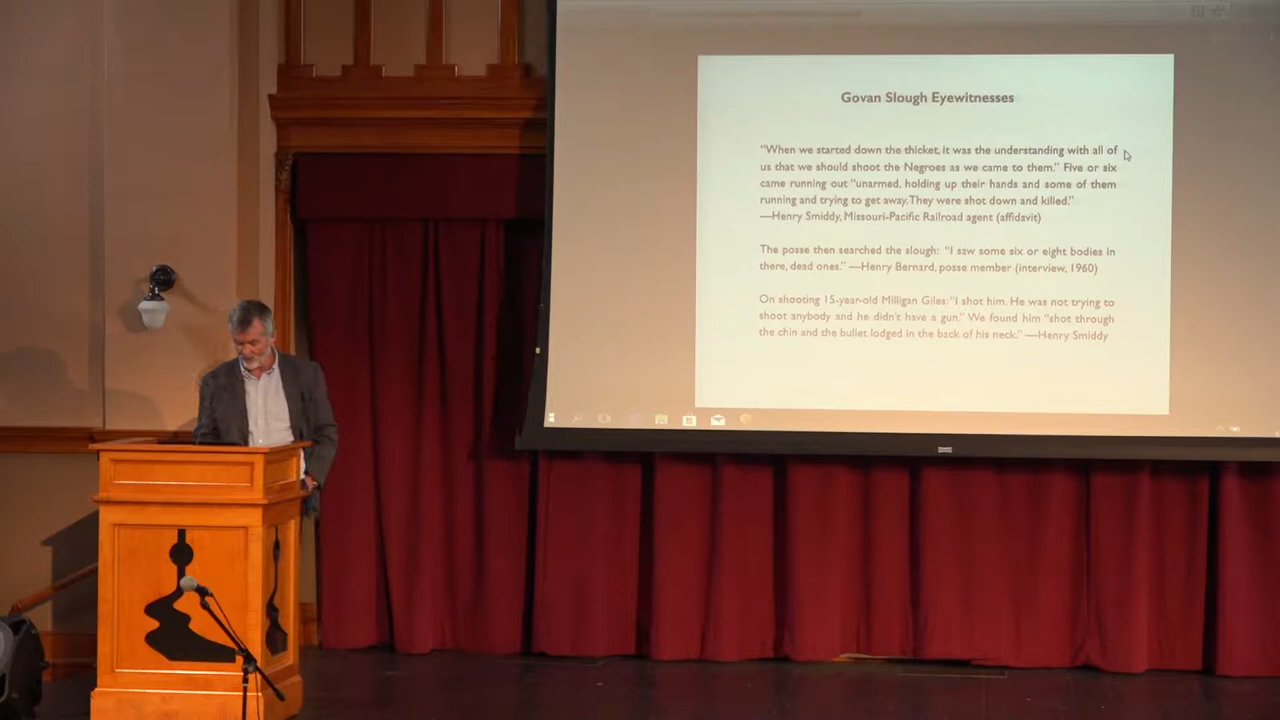 Govan Slough Eyewitnesses
“When we started down the thicket, it was the understanding with all of
us that we should shoot the Negroes as we came to them.” Five or six
came running out “unarmed, holding up their hands and some of them
running and trying to get away. They were shot down and killed.”
—Henry Smiddy, Missouri-Pacific Railroad agent (affidavit)
The posse then searched the slough: “I saw some six or eight bodies in
there, dead ones.” —Henry Bernard, posse member (interview, 1960)
On shooting 15-year-old Milligan Giles: “I shot him. He was not trying to
shoot anybody and he didn’t have a gun.” We found him “shot through
the chin and the bullet lodged in the back of his neck.” —Henry Smiddy